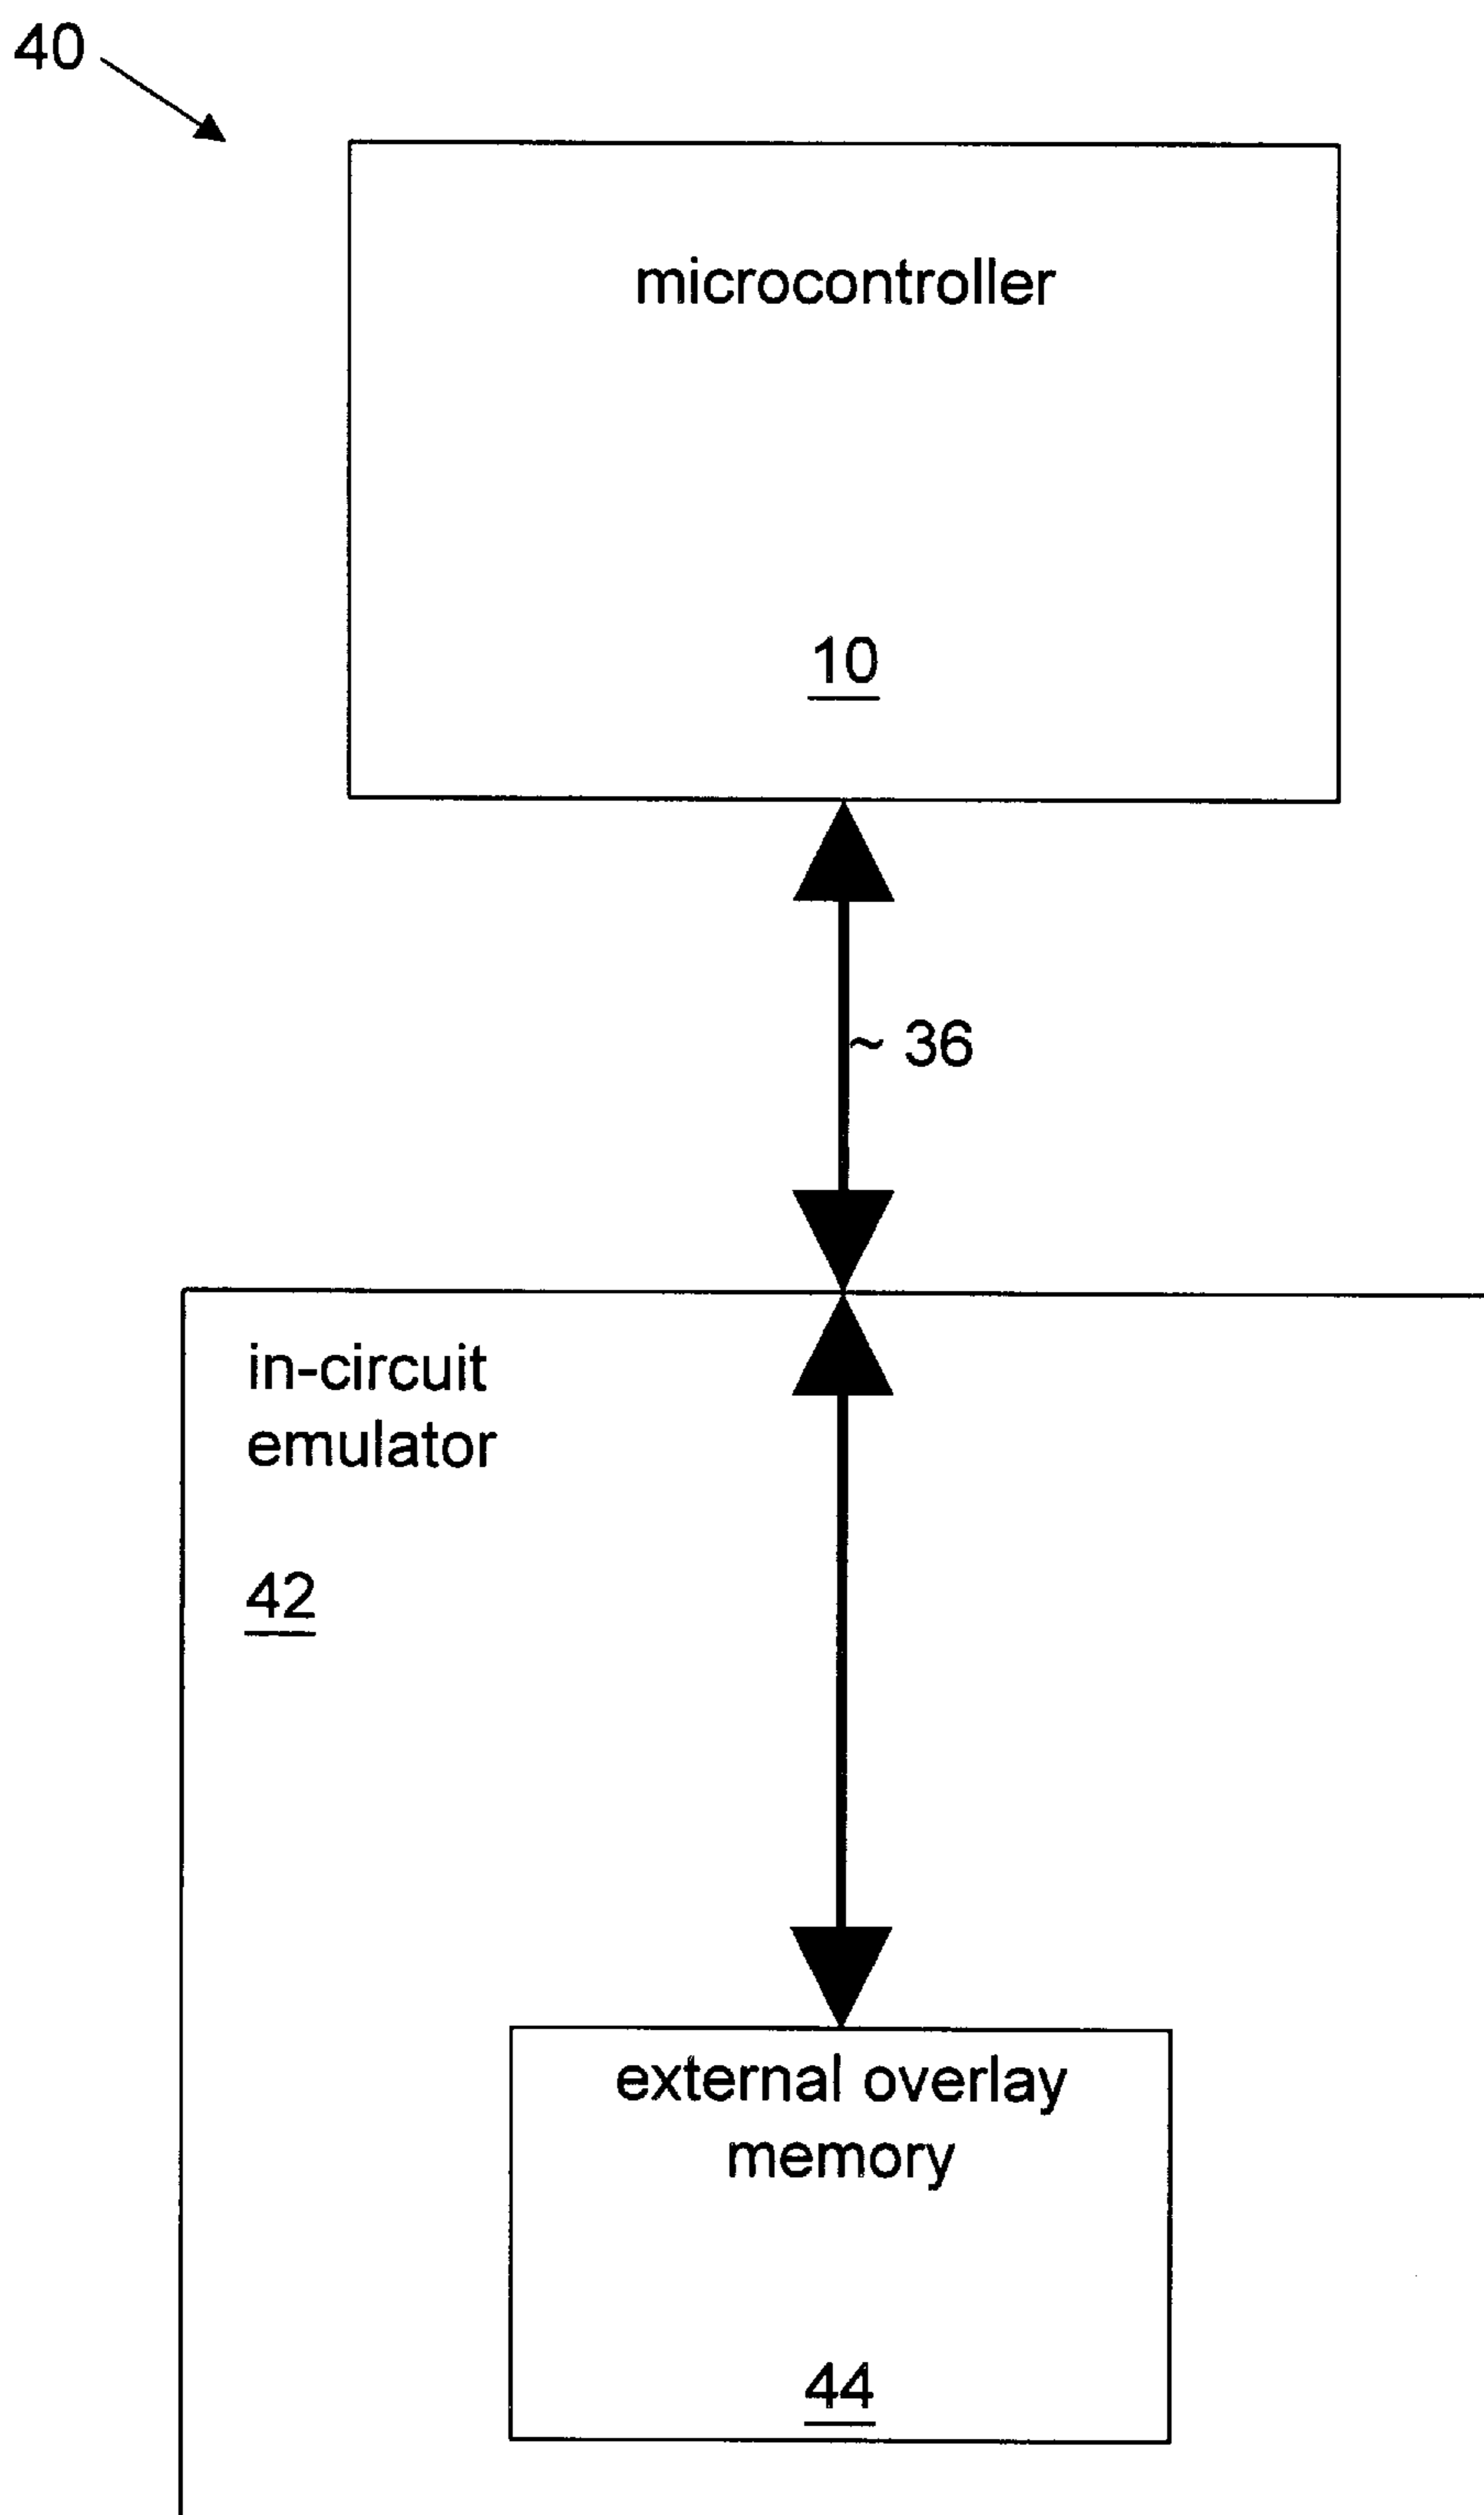 40
microcontroller
10
~ 36
in-circuit
emulator
42
external overlay
memory
44